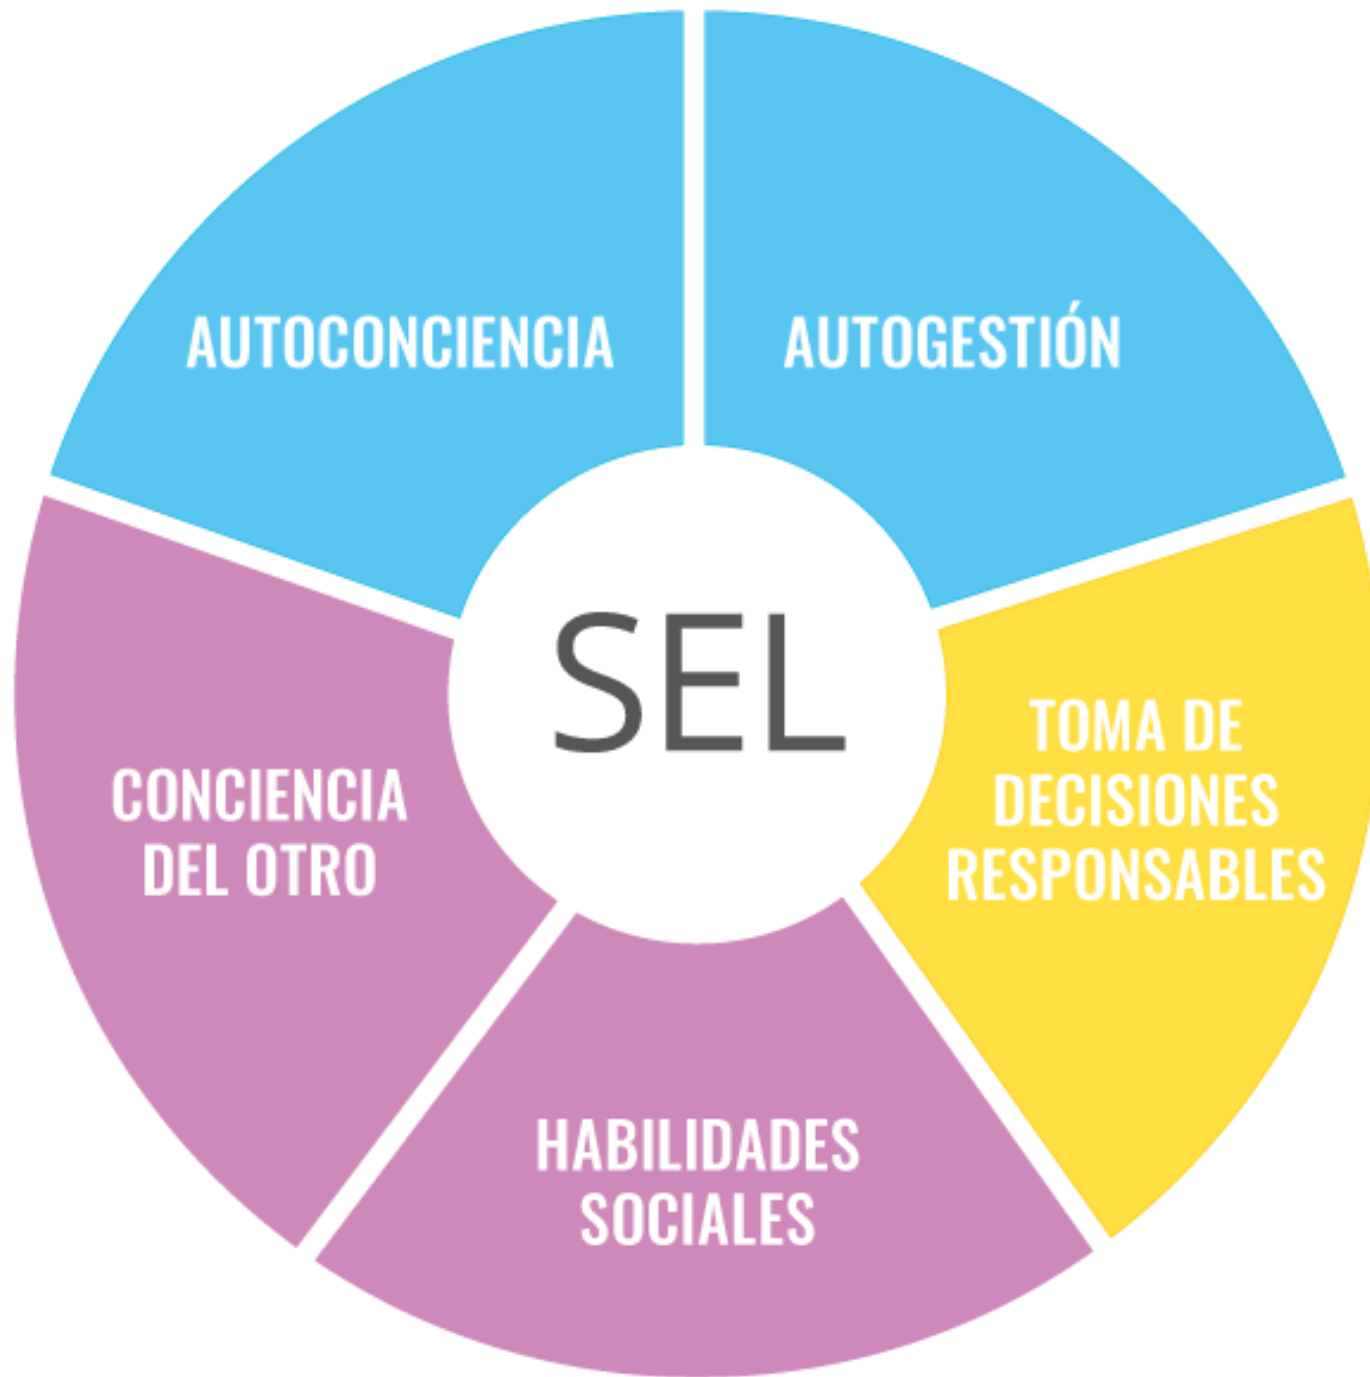 AUTOCONCIENCIA
AUTOGESTIÓN
SEL
TOMA DE
DECISIONES
RESPONSABLES
CONCIENCIA
DEL OTRO
HABILIDADES
SOCIALES